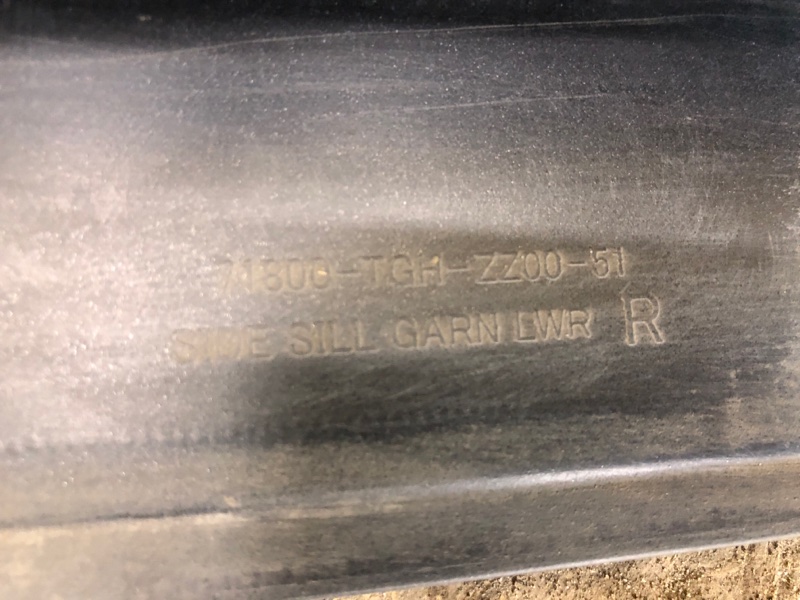 71800-TGH-ZZ00-51
SIDE SILL GARN LWR R